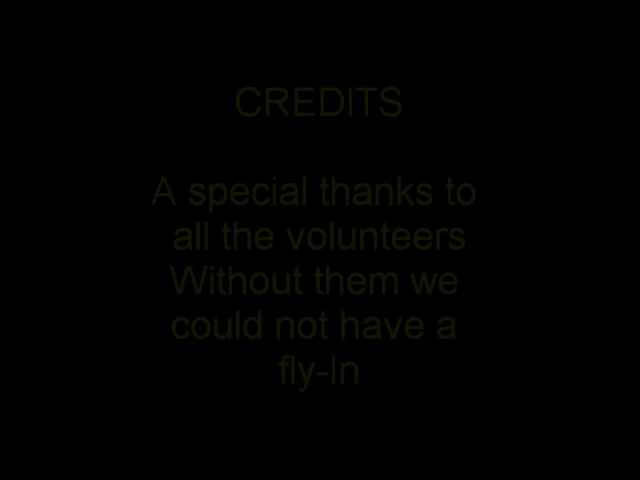 CREDITS
A special thanks to
all the volunteers
Without them we
could not have a
fly-In